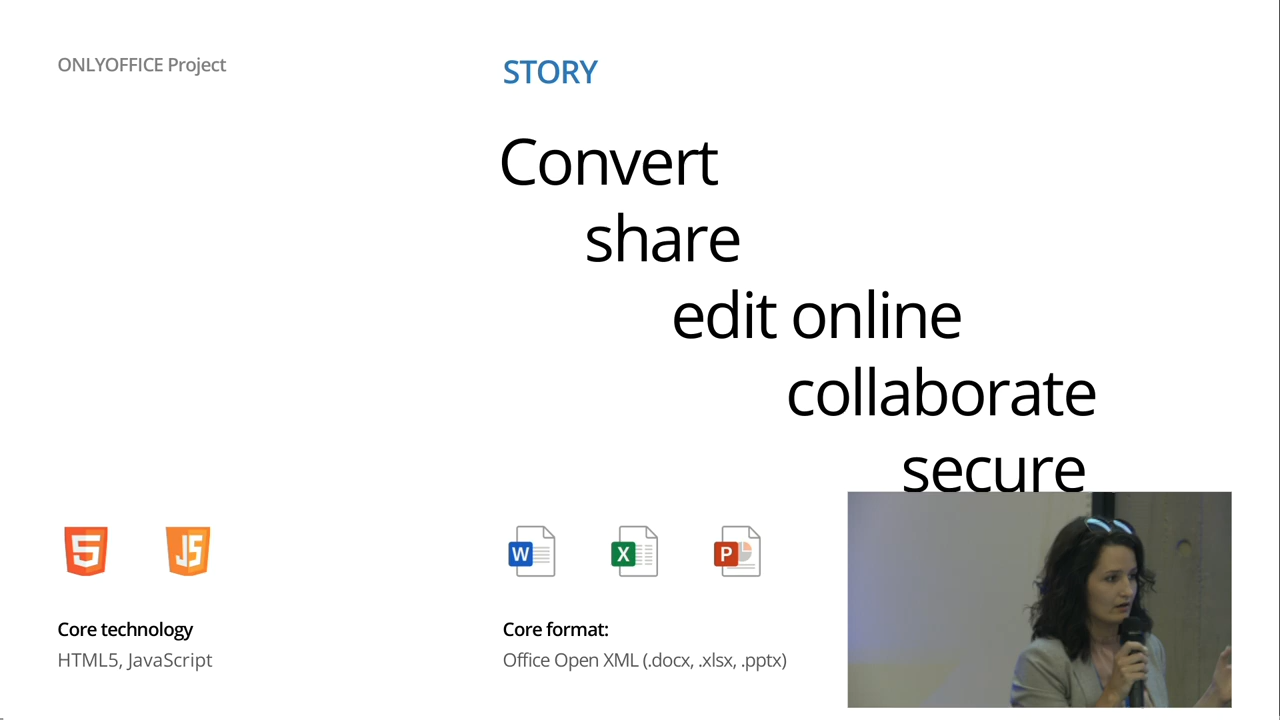 ONLYOFFICE Project
STORY
Convert
share
edit online
collaborate
secure
5
JS
W
X
P
Core technology
HTML5, JavaScript
Core format:
Office Open XML (.docx, .xlsx, .pptx)